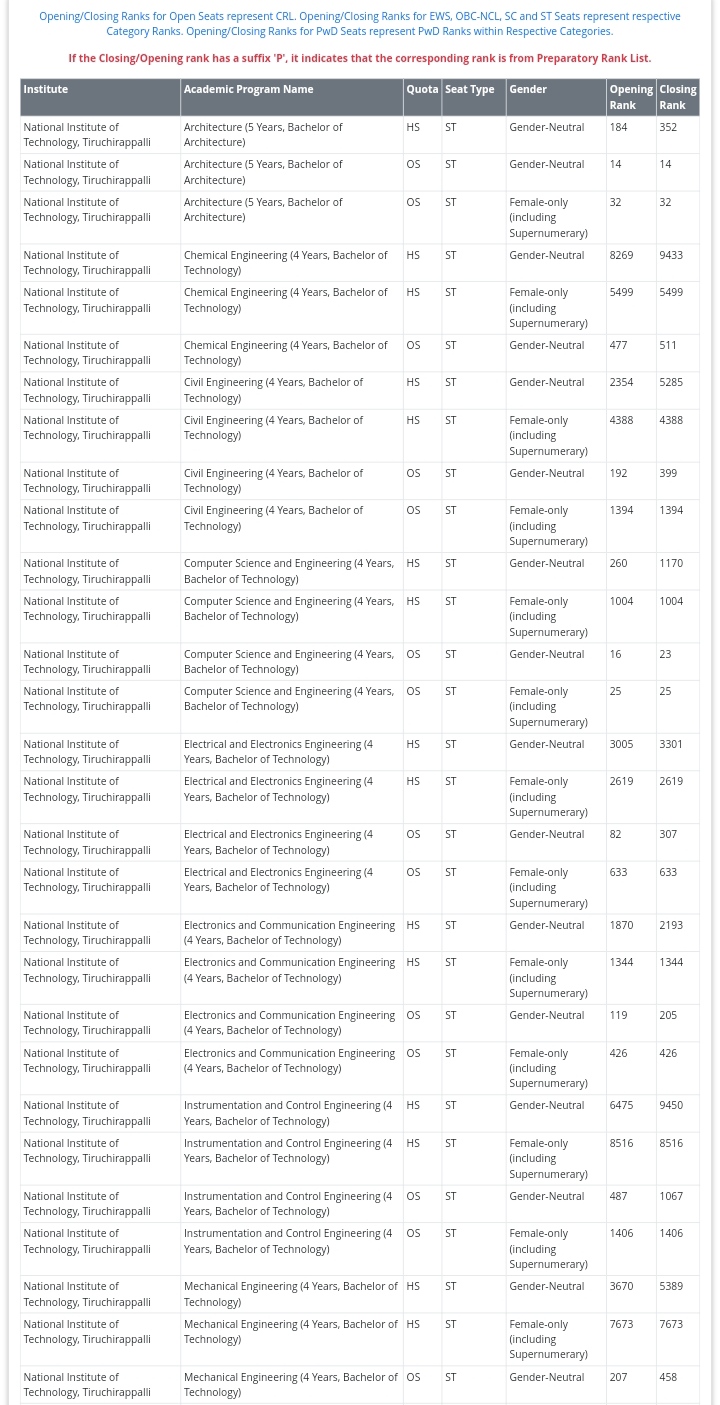 Opening/Closing Ranks for Open Seats represent CRL. Opening/Closing Ranks for EWS, OBC-NCL, SC and ST Seats represent respective
Category Ranks. Opening/Closing Ranks for PwD Seats represent PwD Ranks within Respective Categories.
If the Closing/Opening rank has a suffix 'P', it indicates that the corresponding rank is from Preparatory Rank List.
Institute Academic Program Name Quota Seat Type Gender Opening Closing
Rank Rank
National Institute of Architecture (5 Years, Bachelor of HS ST Gender-Neutral 184 352
Technology, Tiruchirappalli Architecture)
National Institute of Architecture (5 Years, Bachelor of OS ST Gender-Neutral 14 14
Technology, Tiruchirappalli Architecture)
National Institute of Architecture (5 Years, Bachelor of OS ST Female-only 32 32
Technology, Tiruchirappalli Architecture) (including
Supernumerary)
National Institute of Chemical Engineering (4 Years, Bachelor of HS ST Gender-Neutral 8269 9433
Technology, Tiruchirappalli Technology)
National Institute of Chemical Engineering (4 Years, Bachelor of HS ST Female-only 5499 5499
Technology, Tiruchirappalli Technology) (including
Supernumerary)
National Institute of Chemical Engineering (4 Years, Bachelor of OS ST Gender-Neutral 477 511
Technology, Tiruchirappalli Technology)
National Institute of Civil Engineering (4 Years, Bachelor of HS ST Gender-Neutral 2354 5285
Technology, Tiruchirappalli Technology)
National Institute of Civil Engineering (4 Years, Bachelor of HS ST Female-only 4388 4388
Technology, Tiruchirappalli Technology) (including
Supernumerary)
National Institute of Civil Engineering (4 Years, Bachelor of OS ST Gender-Neutral 192 399
Technology, Tiruchirappalli Technology)
National Institute of Civil Engineering (4 Years, Bachelor of OS ST Female-only 1394 1394
Technology, Tiruchirappalli Technology) (including
Supernumerary)
National Institute of Computer Science and Engineering (4 Years, HS ST Gender-Neutral 260 1170
Technology, Tiruchirappalli Bachelor of Technology)
National Institute of Computer Science and Engineering (4 Years, HS ST Female-only 1004 1004
Technology, Tiruchirappalli Bachelor of Technology) (including
Supernumerary)
National Institute of Computer Science and Engineering (4 Years, OS ST Gender-Neutral 16 23
Technology, Tiruchirappalli Bachelor of Technology)
National Institute of Computer Science and Engineering (4 Years, OS ST Female-only 25 25
Technology, Tiruchirappalli Bachelor of Technology) (including
Supernumerary)
National Institute of Electrical and Electronics Engineering (4 HS ST Gender-Neutral 3005 3301
Technology, Tiruchirappalli Years, Bachelor of Technology)
National Institute of Electrical and Electronics Engineering (4 HS ST Female-only 2619 2619
Technology, Tiruchirappalli Years, Bachelor of Technology) (including
Supernumerary)
National Institute of Electrical and Electronics Engineering (4 OS ST Gender-Neutral 82 307
Technology, Tiruchirappalli Years, Bachelor of Technology)
National Institute of Electrical and Electronics Engineering (4 OS ST Female-only 633 633
Technology, Tiruchirappalli Years, Bachelor of Technology) (including
Supernumerary)
National Institute of Electronics and Communication Engineering HS ST Gender-Neutral 1870 2193
Technology, Tiruchirappalli (4 Years, Bachelor of Technology)
National Institute of Electronics and Communication Engineering HS ST Female-only 1344 1344
Technology, Tiruchirappalli (4 Years, Bachelor of Technology) (including
Supernumerary)
National Institute of Electronics and Communication Engineering OS ST Gender-Neutral 119 205
Technology, Tiruchirappalli (4 Years, Bachelor of Technology)
National Institute of Electronics and Communication Engineering OS ST Female-only 426 426
Technology, Tiruchirappalli (4 Years, Bachelor of Technology) (including
Supernumerary)
National Institute of Instrumentation and Control Engineering (4 HS ST Gender-Neutral 6475 9450
Technology, Tiruchirappalli Years, Bachelor of Technology)
National Institute of Instrumentation and Control Engineering (4 HS ST Female-only 8516 8516
Technology, Tiruchirappalli Years, Bachelor of Technology) (including
Supernumerary)
National Institute of Instrumentation and Control Engineering (4 OS ST Gender-Neutral 487 1067
Technology, Tiruchirappalli Years, Bachelor of Technology)
National Institute of Instrumentation and Control Engineering (4 OS ST Female-only 1406 1406
Technology, Tiruchirappalli Years, Bachelor of Technology) (including
Supernumerary)
National Institute of Mechanical Engineering (4 Years, Bachelor of HS ST Gender-Neutral 3670 5389
Technology, Tiruchirappalli Technology)
National Institute of Mechanical Engineering (4 Years, Bachelor of HS ST Female-only 7673 7673
Technology, Tiruchirappalli Technology) (including
Supernumerary)
National Institute of Mechanical Engineering (4 Years, Bachelor of OS ST Gender-Neutral 207 458
Technology, Tiruchirappalli Technology)